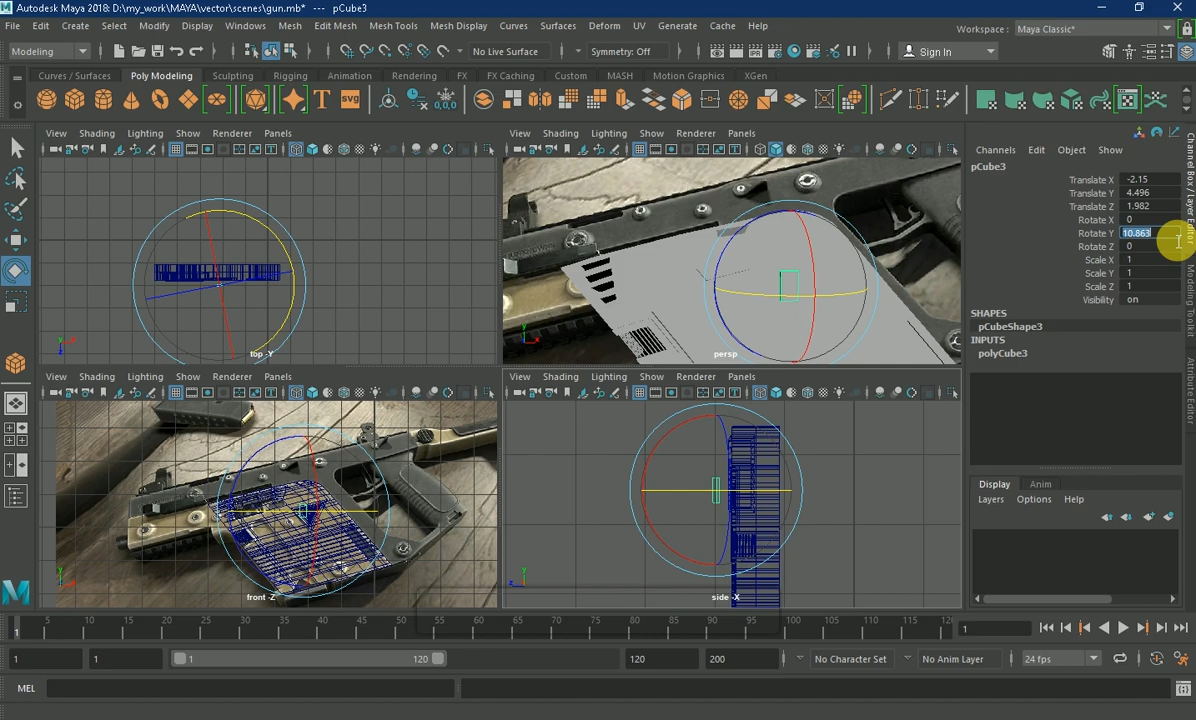 Autodesk Maya 2018: D:\my_work\MAYA\vector\scenes\gun.mb* --- pCube3
File Edit Create Select Modify Display Windows Mesh Edit Mesh Mesh Tools Mesh Display Curves Surfaces Deform UV Generate Cache Help
Workspace: Maya Classic*
Modeling No Live Surface Symmetry: Off Sign In
Curves / Surfaces Poly Modeling Sculpting Rigging Animation Rendering FX FX Caching Custom MASH Motion Graphics XGen
T svg 0,0,0
View Shading Lighting Show Renderer Panels
View Shading Lighting Show Renderer Panels
top -Y
persp
View Shading Lighting Show Renderer Panels
View Shading Lighting Show Renderer Panels
front -Z
side -X
Channels Edit Object Show
pCube3
Translate X -2.15
Translate Y 4.496
Translate Z 1.982
Rotate X 0
Rotate Y 10.863
Rotate Z 0
Scale X 1
Scale Y 1
Scale Z 1
Visibility on
SHAPES
pCubeShape3
INPUTS
polyCube3
Display Anim
Layers Options Help
Channel Box / Layer Editor
Modeling Toolkit
Attribute Editor
1 5 10 15 20 25 30 35 40 45 50 55 60 65 70 75 80 85 90 95 100 105 110 115 12
1
1 1 1 120 120 200 No Character Set No Anim Layer 24 fps
MEL